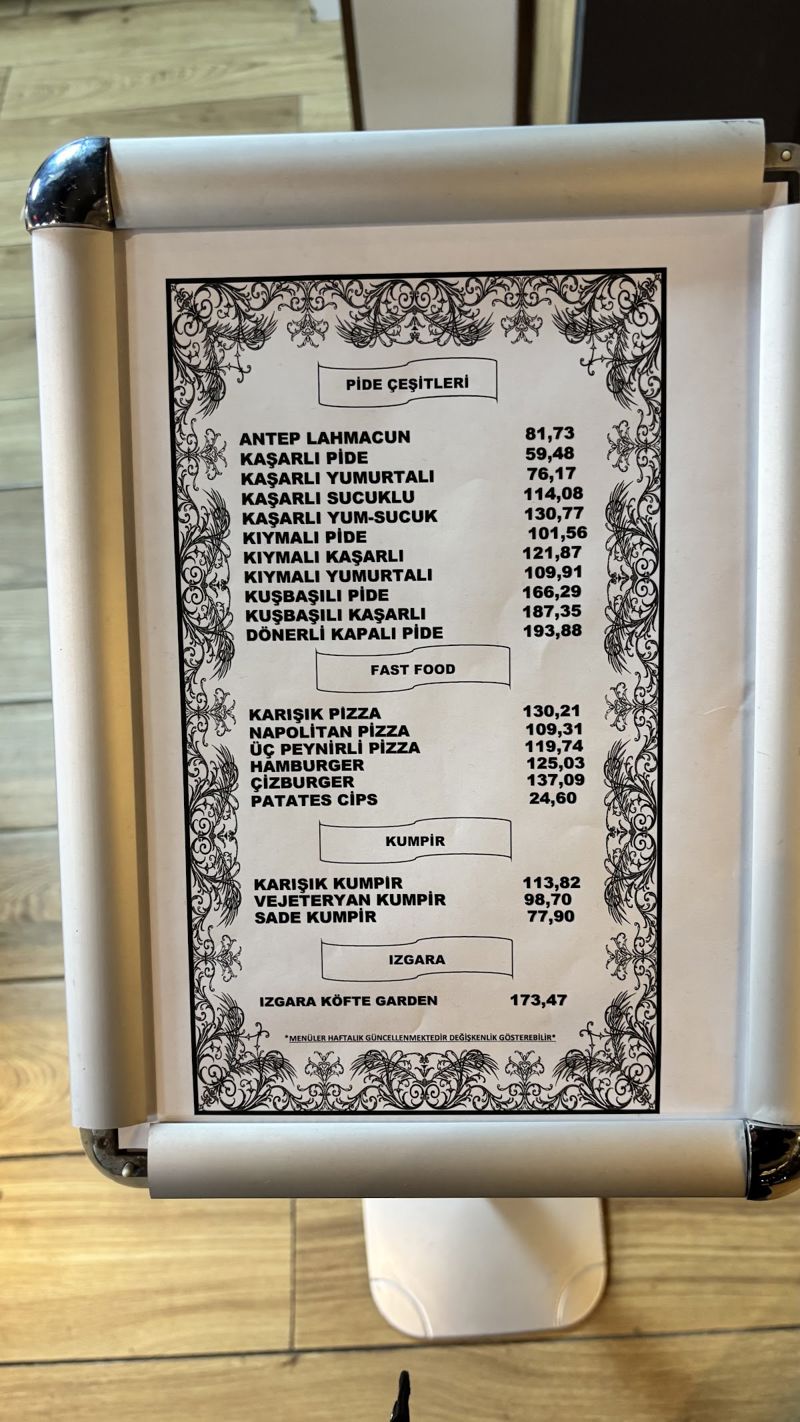 PİDE ÇEŞİTLERİ
ANTEP LAHMACUN 81,73
KAŞARLI PİDE 59,48
KAŞARLI YUMURTALI 76,17
KAŞARLI SUCUKLU 114,08
KAŞARLI YUM-SUCUK 130,77
KIYMALI PİDE 101,56
KIYMALI KAŞARLI 121,87
KIYMALI YUMURTALI 109,91
KUŞBAŞILI PİDE 166,29
KUŞBAŞILI KAŞARLI 187,35
DÖNERLİ KAPALI PİDE 193,88
FAST FOOD
KARIŞIK PİZZA 130,21
NAPOLİTAN PİZZA 109,31
ÜÇ PEYNİRLİ PİZZA 119,74
HAMBURGER 125,03
ÇİZBURGER 137,09
PATATES CİPS 24,60
KUMPİR
KARIŞIK KUMPİR 113,82
VEJETERYAN KUMPİR 98,70
SADE KUMPİR 77,90
IZGARA
IZGARA KÖFTE GARDEN 173,47
*MENÜLER HAFTALIK GÜNCELLENMEKTEDİR DEĞİŞKENLİK GÖSTEREBİLİR*